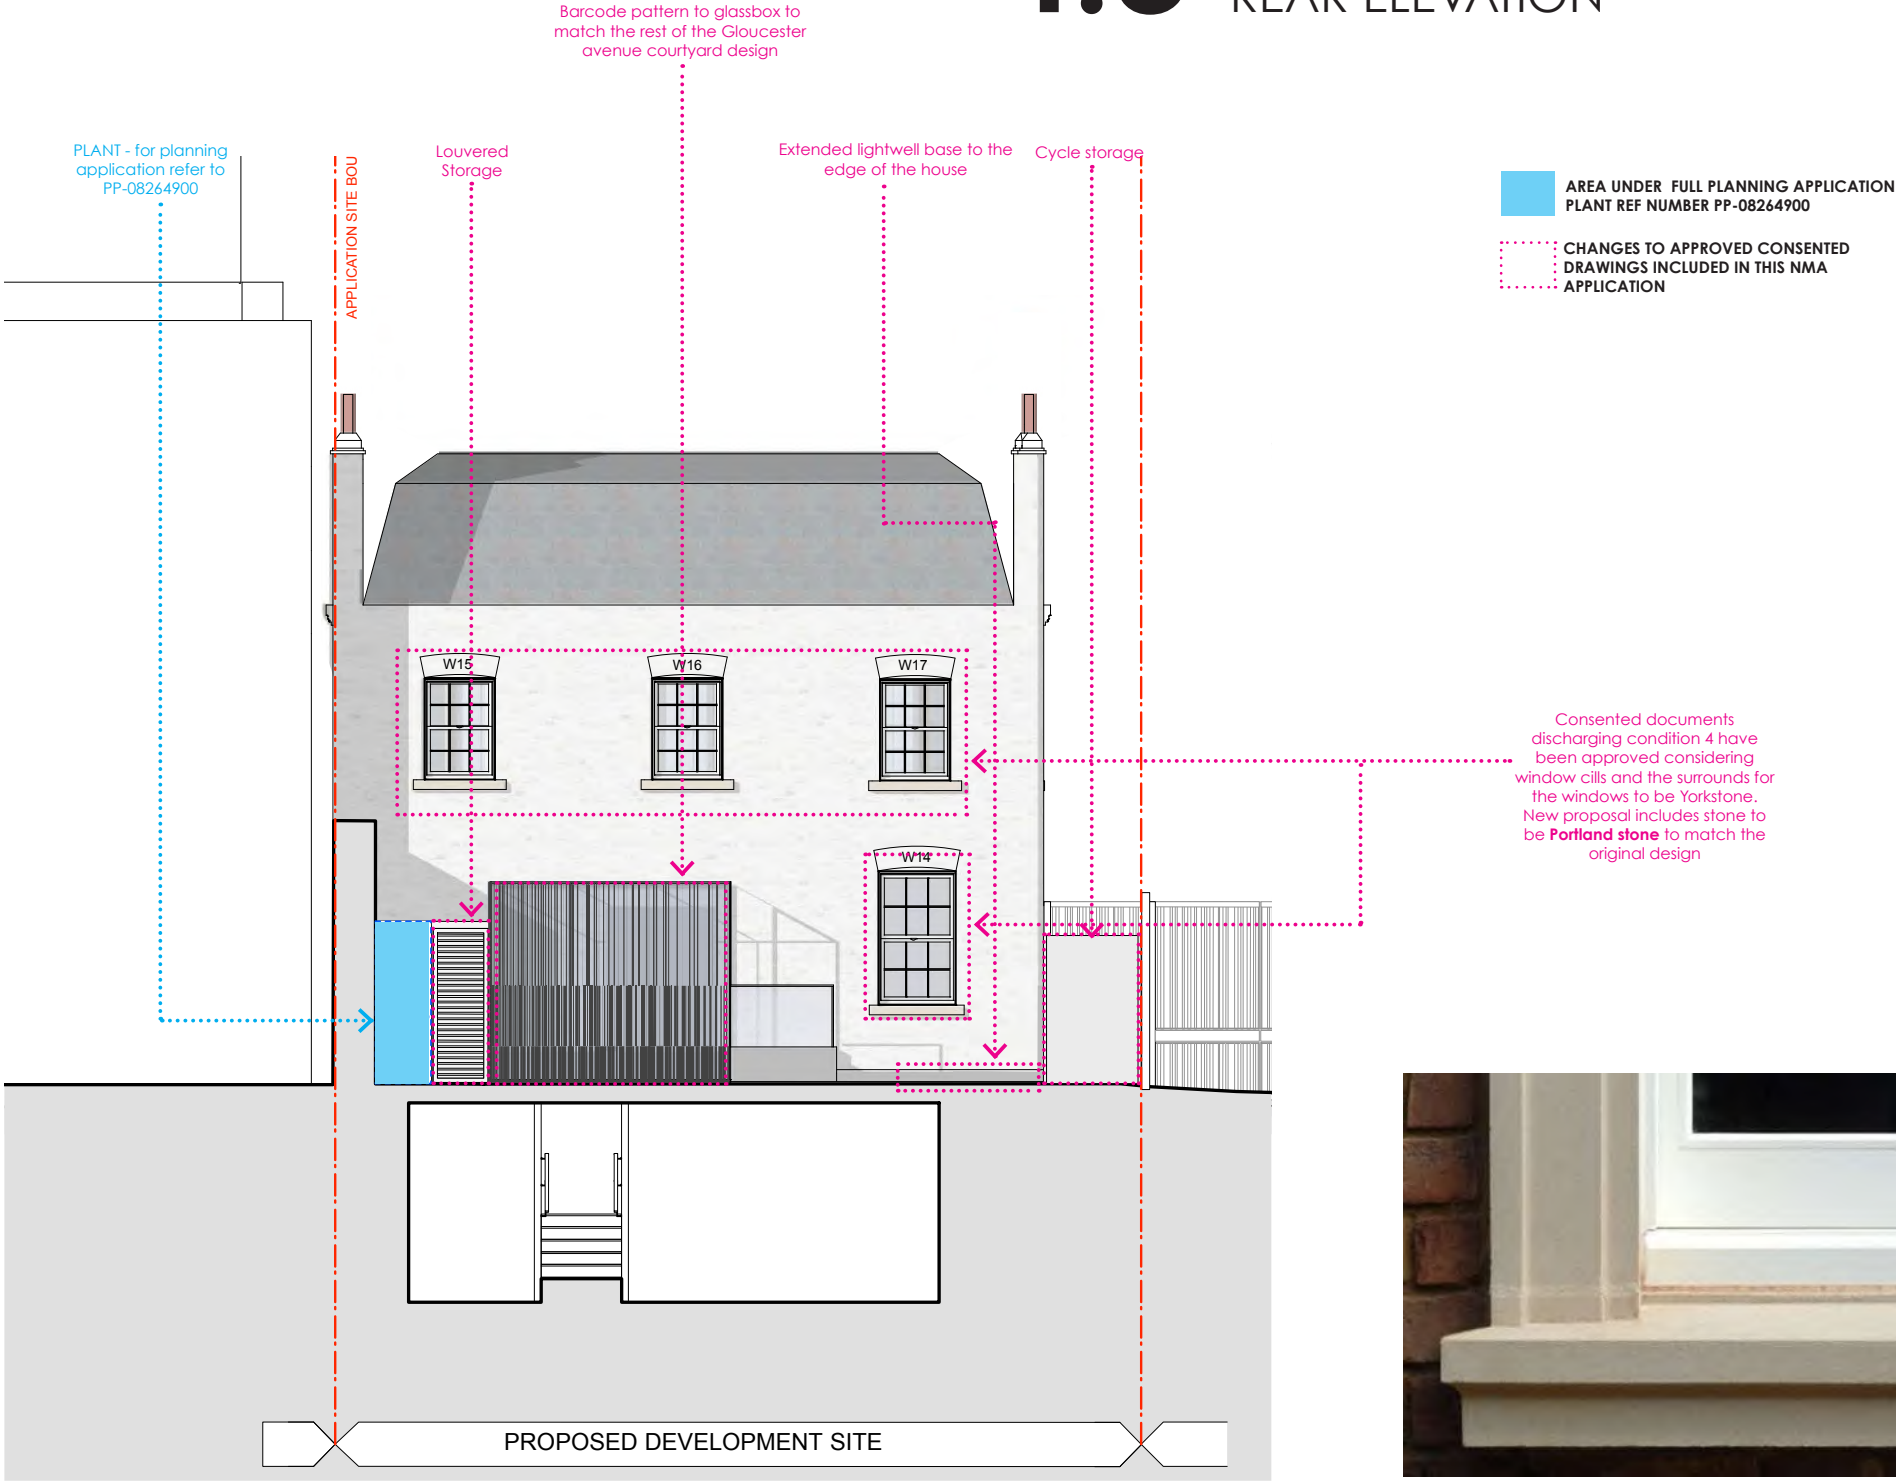 REAR ELEVATION
Barcode pattern to glassbox to
match the rest of the Gloucester
avenue courtyard design
PLANT - for planning
application refer to
PP-08264900
APPLICATION SITE BOU
Louvered
Storage
Extended lightwell base to the
edge of the house
Cycle storage
AREA UNDER FULL PLANNING APPLICATION
PLANT REF NUMBER PP-08264900
CHANGES TO APPROVED CONSENTED
DRAWINGS INCLUDED IN THIS NMA
APPLICATION
W15
W16
W17
Consented documents
discharging condition 4 have
been approved considering
window cills and the surrounds for
the windows to be Yorkstone.
New proposal includes stone to
be Portland stone to match the
original design
W14
PROPOSED DEVELOPMENT SITE